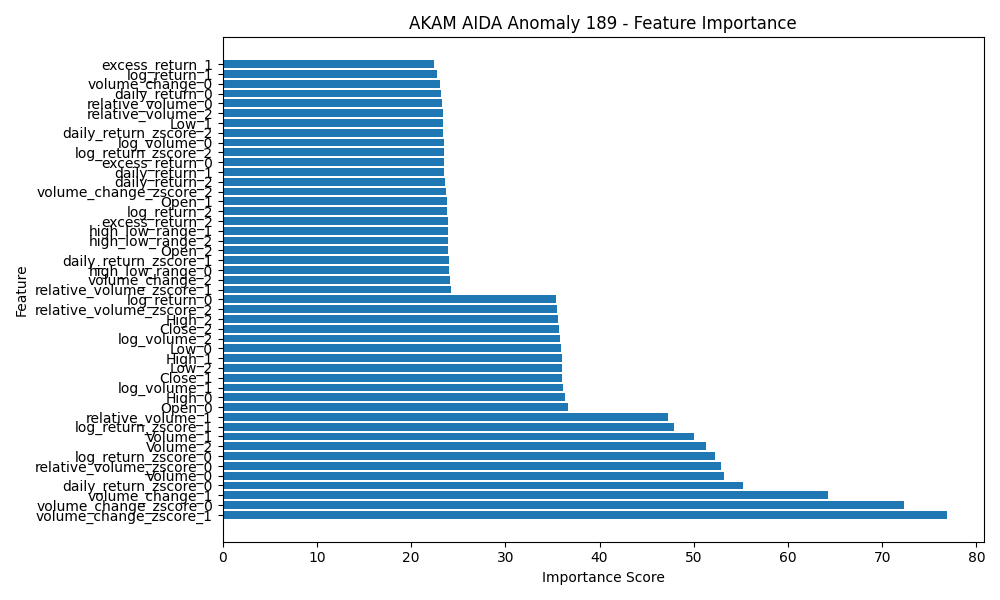 AKAM AIDA Anomaly 189 - Feature Importance
excess_return_1
log_return_1
volume_change_0
daily_return_0
relative_volume_0
relative_volume_2
Low_1
daily_return_zscore_2
log_volume_0
log_return_zscore_2
excess_return_0
daily_return_1
daily_return_2
volume_change_zscore_2
Open_1
log_return_2
excess_return_2
high_low_range_1
high_low_range_2
Open_2
daily_return_zscore_1
high_low_range_0
volume_change_2
relative_volume_zscore_1
log_return_0
relative_volume_zscore_2
High_2
Close_2
log_volume_2
Low_0
High_1
Low_2
Close_1
log_volume_1
High_0
Open_0
relative_volume_1
log_return_zscore_1
Volume_1
Volume_2
log_return_zscore_0
relative_volume_zscore_0
Volume_0
daily_return_zscore_0
volume_change_1
volume_change_zscore_0
volume_change_zscore_1
Feature
0 10 20 30 40 50 60 70 80
Importance Score